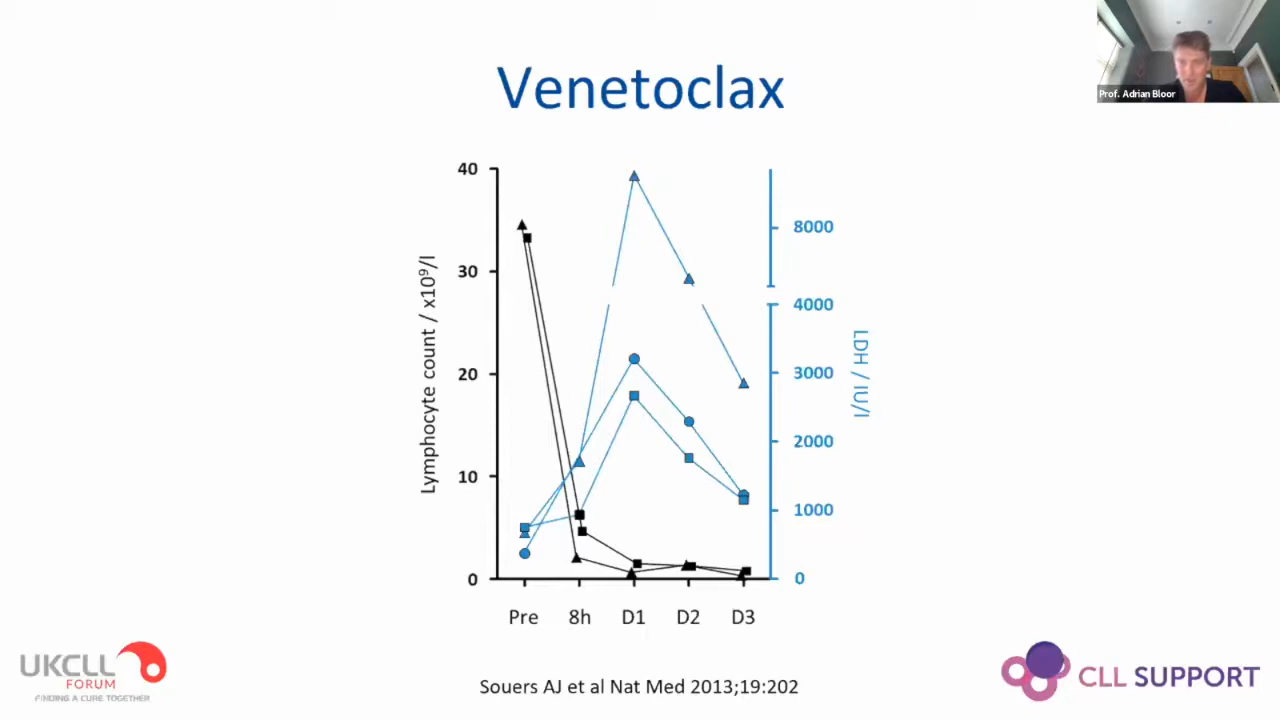 Venetoclax
Prof. Adrian Bloor
40
30
20
10
0
Lymphocyte count / x10⁹/l
8000
4000
3000
2000
1000
0
LDH / IU/l
Pre 8h D1 D2 D3
UKCLL
FORUM
FINDING A CURE TOGETHER
Souers AJ et al Nat Med 2013;19:202
CLL SUPPORT